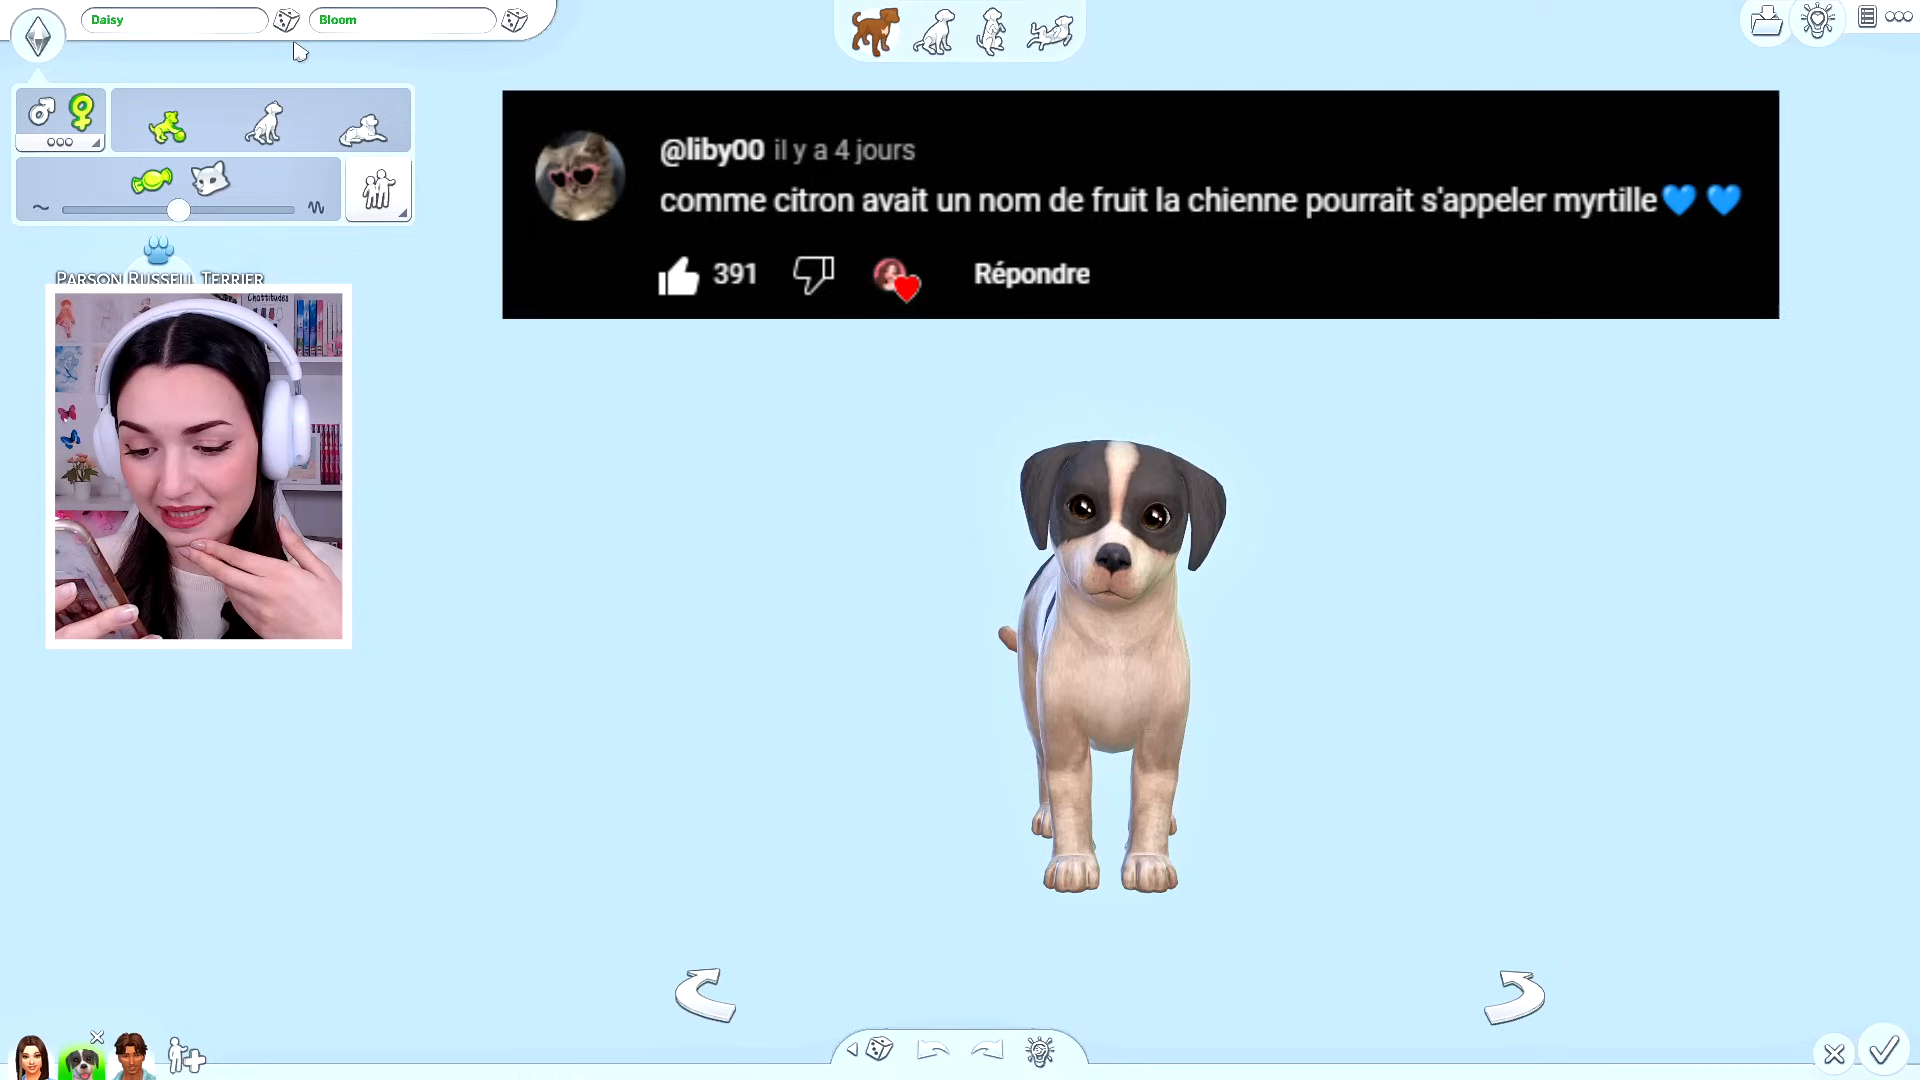 Daisy
Bloom
@liby00 il y a 4 jours
comme citron avait un nom de fruit la chienne pourrait s'appeler myrtille💙 💙
391
Répondre
PARSON RUSSELL TERRIER
Chattitudes